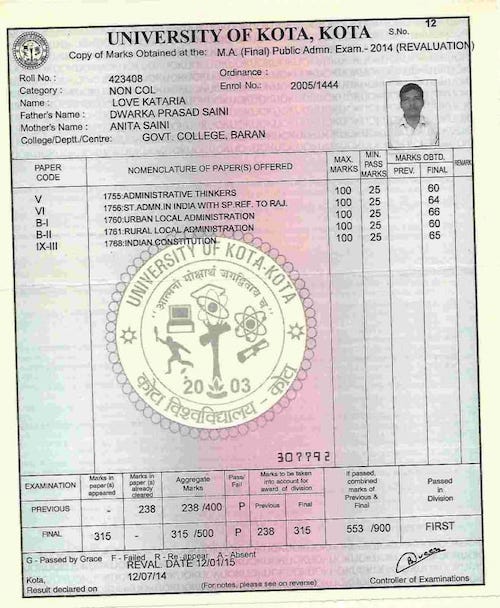 12
UNIVERSITY OF KOTA, KOTA
S.No.
Copy of Marks Obtained at the: M.A. (Final) Public Admn. Exam.- 2014 (REVALUATION)
Roll No : 423408 Ordinance :
Category : NON COL Enrol No.: 2005/1444
Name : LOVE KATARIA
Father's Name : DWARKA PRASAD SAINI
Mother's Name : ANITA SAINI
College/Deptt./Centre: GOVT. COLLEGE, BARAN
PAPER CODE NOMENCLATURE OF PAPER(S) OFFERED MAX. MARKS MIN. PASS MARKS MARKS OBTD. PREV. FINAL REMARK
V 1755:ADMINISTRATIVE THINKERS 100 25 60
VI 1756:ST.ADMN.IN INDIA WITH SP.REF. TO RAJ. 100 25 64
B-I 1760:URBAN LOCAL ADMINISTRATION 100 25 66
B-II 1761:RURAL LOCAL ADMINISTRATION 100 25 60
IX-III 1768:INDIAN CONSTITUTION 100 25 65
UNIVERSITY OF KOTA-KOTA
20 03
कोटा विश्वविद्यालय - कोटा
307792
EXAMINATION Marks in paper(s) appeared Marks in paper (s) already cleared Aggregate Marks Pass/ Fail Marks to be taken into account for award of division Previous Final If passed, combined marks of Previous & Final Passed in Division
PREVIOUS - 238 238 /400 P
FINAL 315 - 315 /500 P 238 315 553 /900 FIRST
G - Passed by Grace F - Failed R - Re-appear A - Absent
REVAL DATE 12/01/15
Kota, 12/07/14
Result declared on
(For notes, please see on reverse)
Controller of Examinations